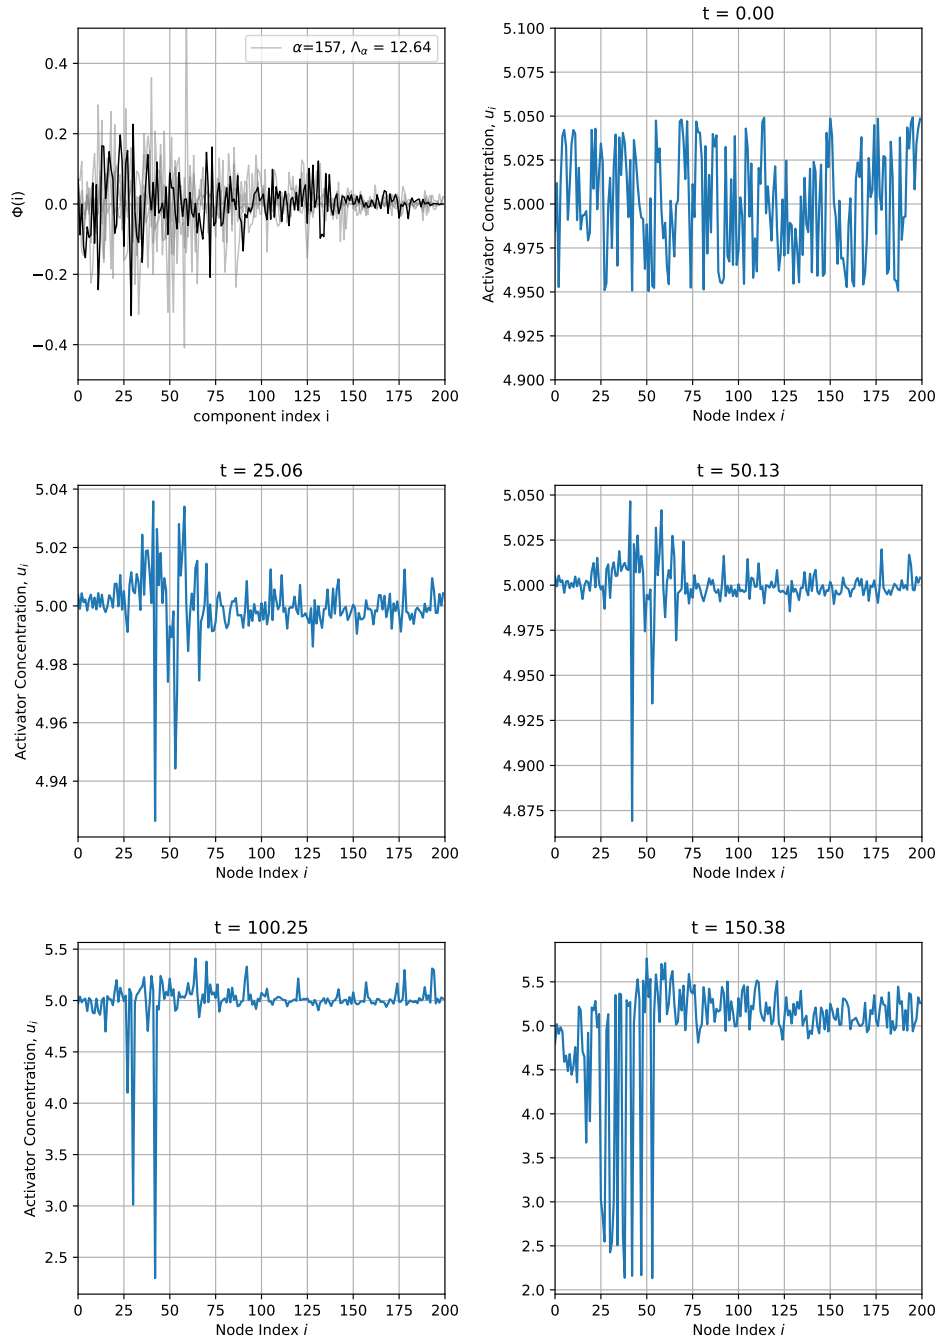 α=157, Λα = 12.64
Φ(i)
0.4
0.2
0.0
−0.2
−0.4
0 25 50 75 100 125 150 175 200
component index i
t = 0.00
Activator Concentration, ui
5.100
5.075
5.050
5.025
5.000
4.975
4.950
4.925
4.900
0 25 50 75 100 125 150 175 200
Node Index i
t = 25.06
Activator Concentration, ui
5.04
5.02
5.00
4.98
4.96
4.94
0 25 50 75 100 125 150 175 200
Node Index i
t = 50.13
5.050
5.025
5.000
4.975
4.950
4.925
4.900
4.875
0 25 50 75 100 125 150 175 200
Node Index i
t = 100.25
Activator Concentration, ui
5.5
5.0
4.5
4.0
3.5
3.0
2.5
0 25 50 75 100 125 150 175 200
Node Index i
t = 150.38
5.5
5.0
4.5
4.0
3.5
3.0
2.5
2.0
0 25 50 75 100 125 150 175 200
Node Index i